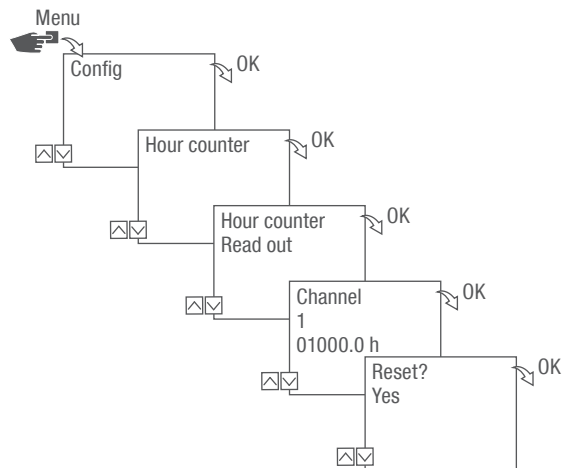 Menu
Config
OK
Hour counter
OK
Hour counter
Read out
OK
Channel
1
01000.0 h
OK
Reset?
Yes
OK